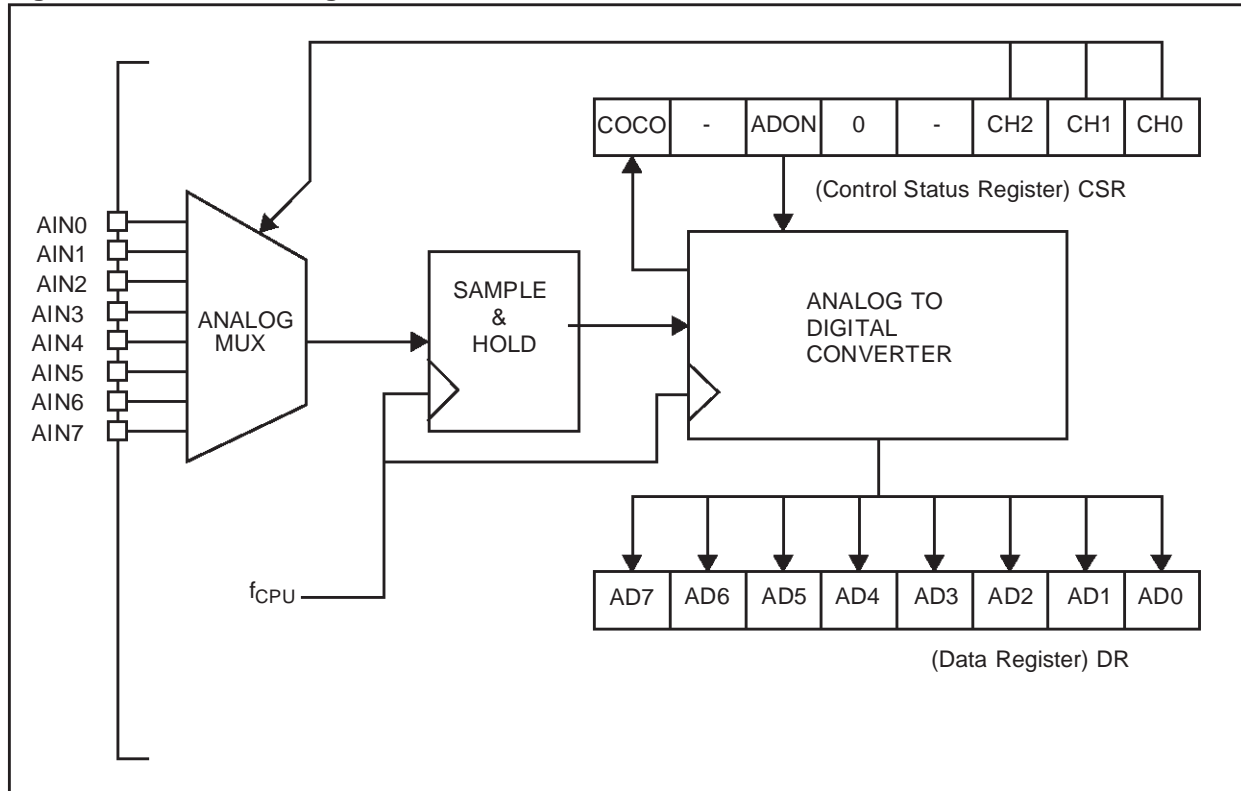 COCO - ADON 0 - CH2 CH1 CH0
(Control Status Register) CSR
AIN0
AIN1
AIN2
AIN3
AIN4
AIN5
AIN6
AIN7
ANALOG
MUX
SAMPLE
&
HOLD
ANALOG TO
DIGITAL
CONVERTER
fCPU
AD7 AD6 AD5 AD4 AD3 AD2 AD1 AD0
(Data Register) DR